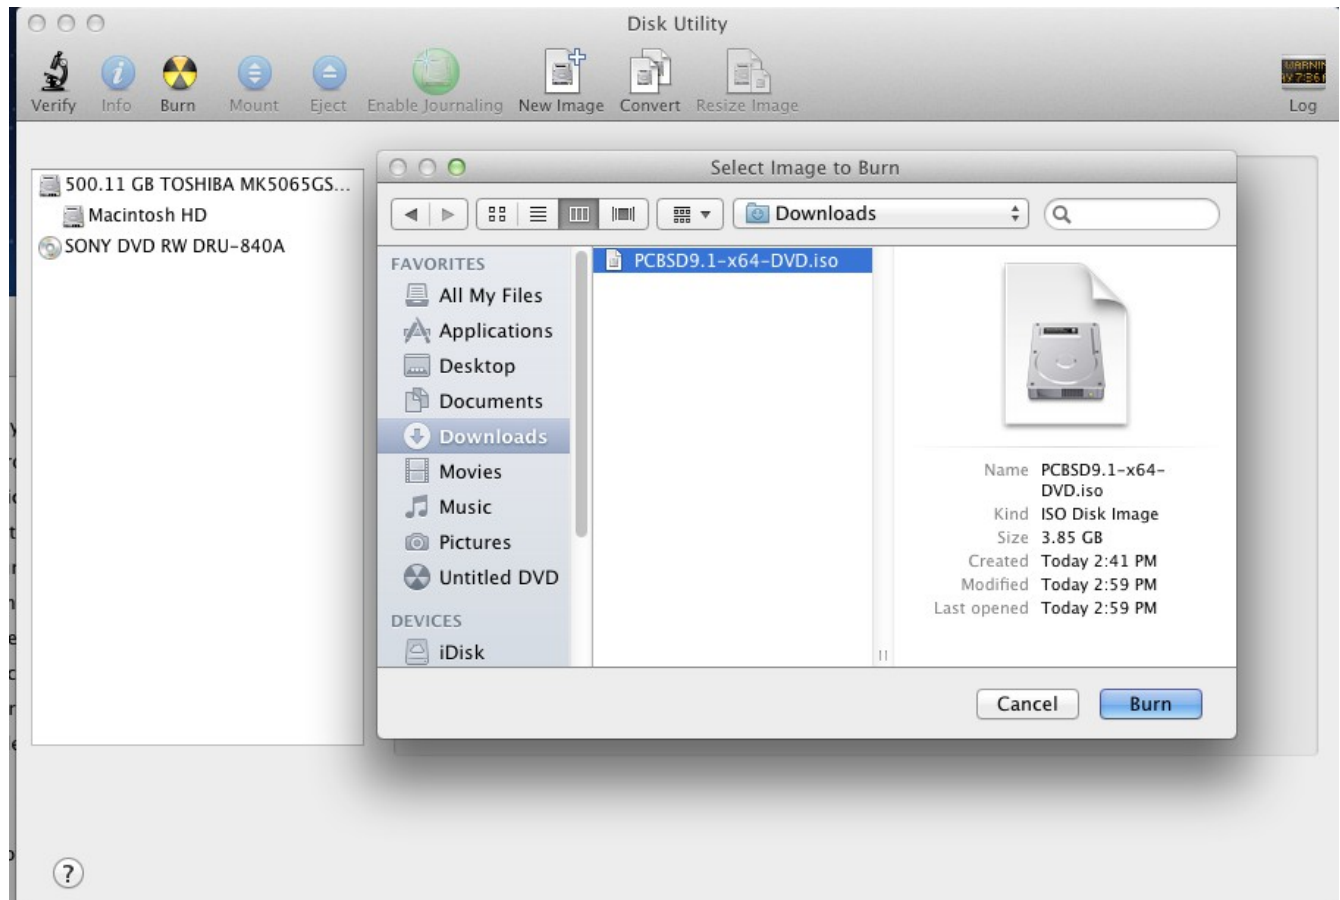 Disk Utility
Verify Info Burn Mount Eject Enable Journaling New Image Convert Resize Image Log
WARNIN
500.11 GB TOSHIBA MK5065GS...
Macintosh HD
SONY DVD RW DRU-840A
Select Image to Burn
Downloads
FAVORITES
All My Files
Applications
Desktop
Documents
Downloads
Movies
Music
Pictures
Untitled DVD
DEVICES
iDisk
PCBSD9.1-x64-DVD.iso
Name PCBSD9.1-x64-
DVD.iso
Kind ISO Disk Image
Size 3.85 GB
Created Today 2:41 PM
Modified Today 2:59 PM
Last opened Today 2:59 PM
Cancel Burn
?